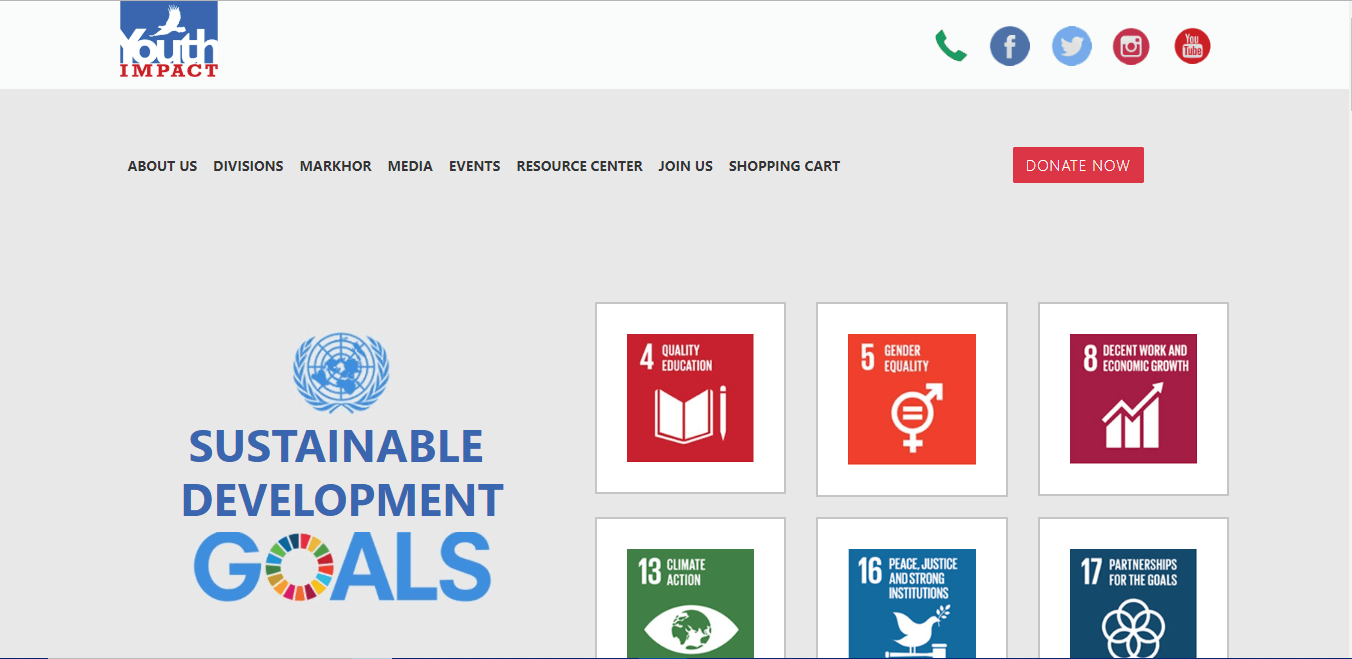 Youth
IMPACT
f
You
Tube
ABOUT US DIVISIONS MARKHOR MEDIA EVENTS RESOURCE CENTER JOIN US SHOPPING CART
DONATE NOW
SUSTAINABLE
DEVELOPMENT
GOALS
4 QUALITY
EDUCATION
5 GENDER
EQUALITY
8 DECENT WORK AND
ECONOMIC GROWTH
13 CLIMATE
ACTION
16 PEACE, JUSTICE
AND STRONG
INSTITUTIONS
17 PARTNERSHIPS
FOR THE GOALS